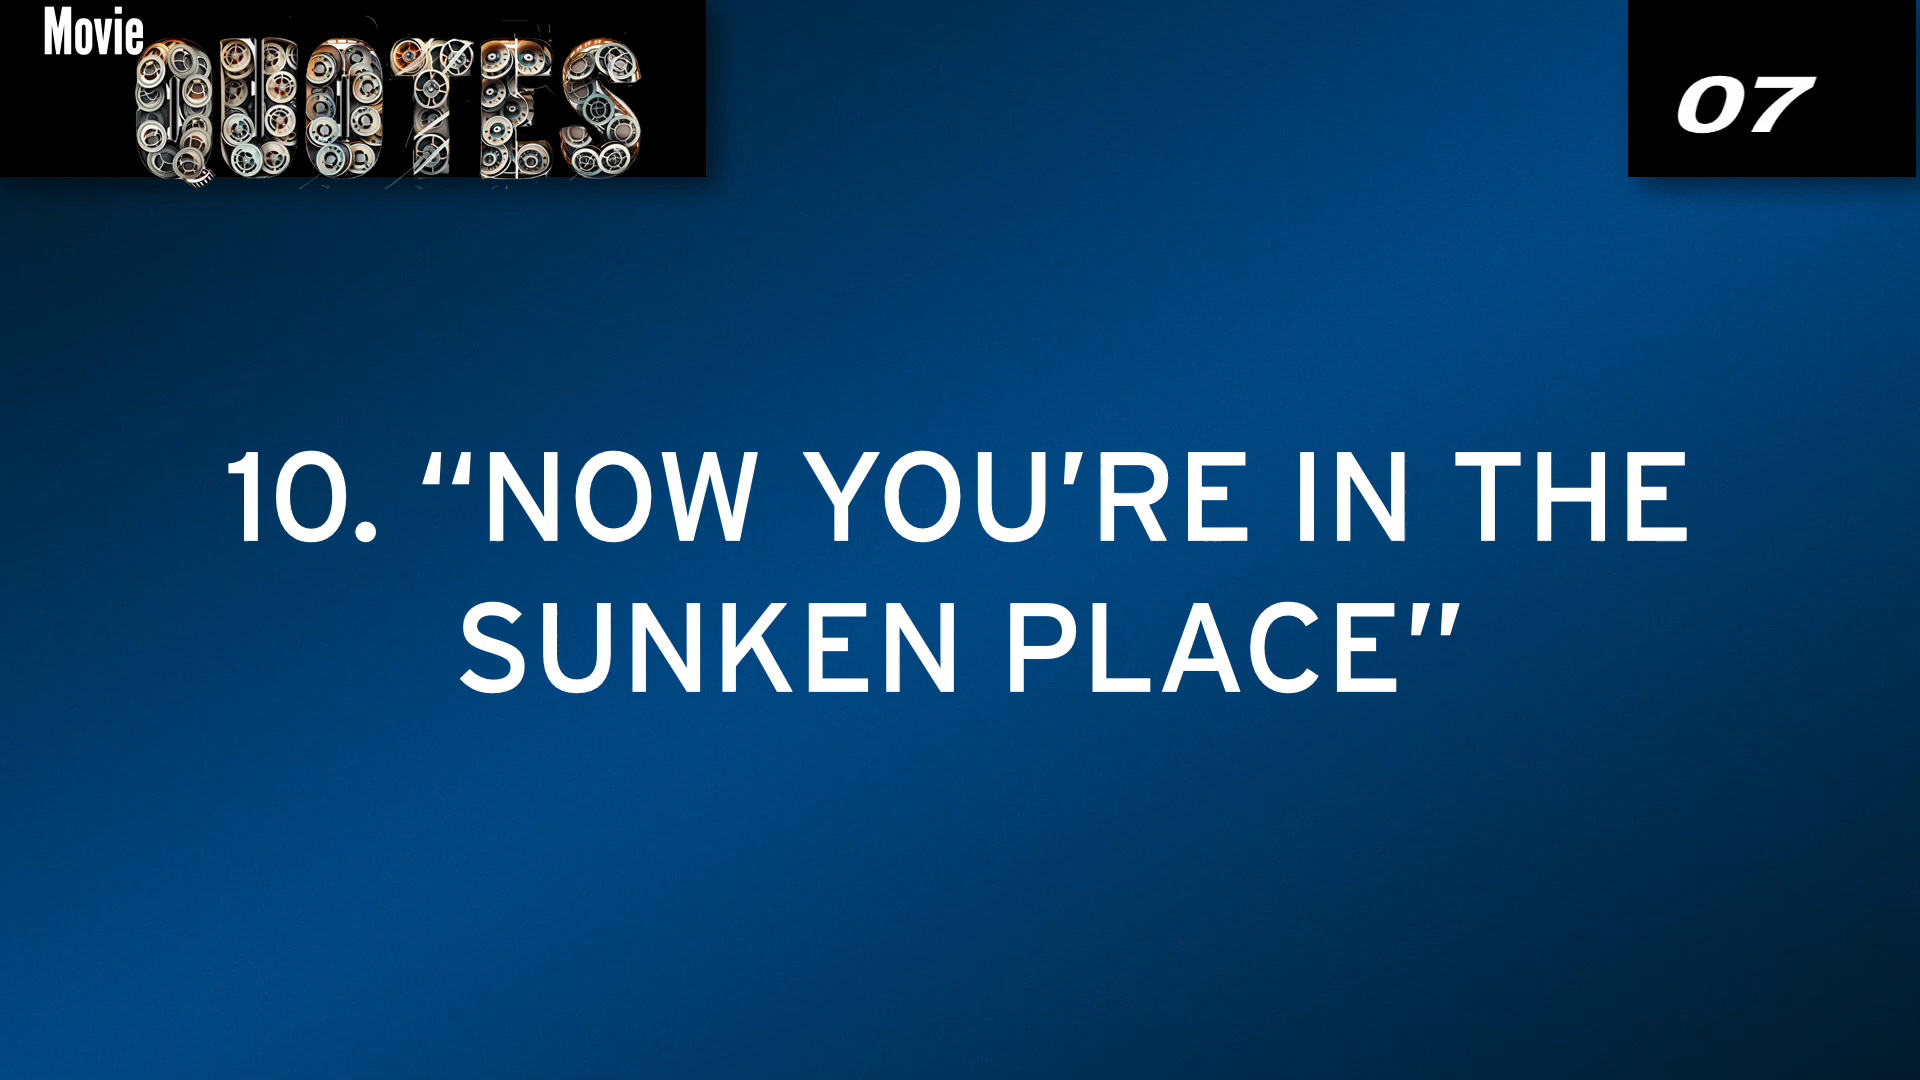 Movie
QUOTES
07
10. “NOW YOU’RE IN THE
SUNKEN PLACE”